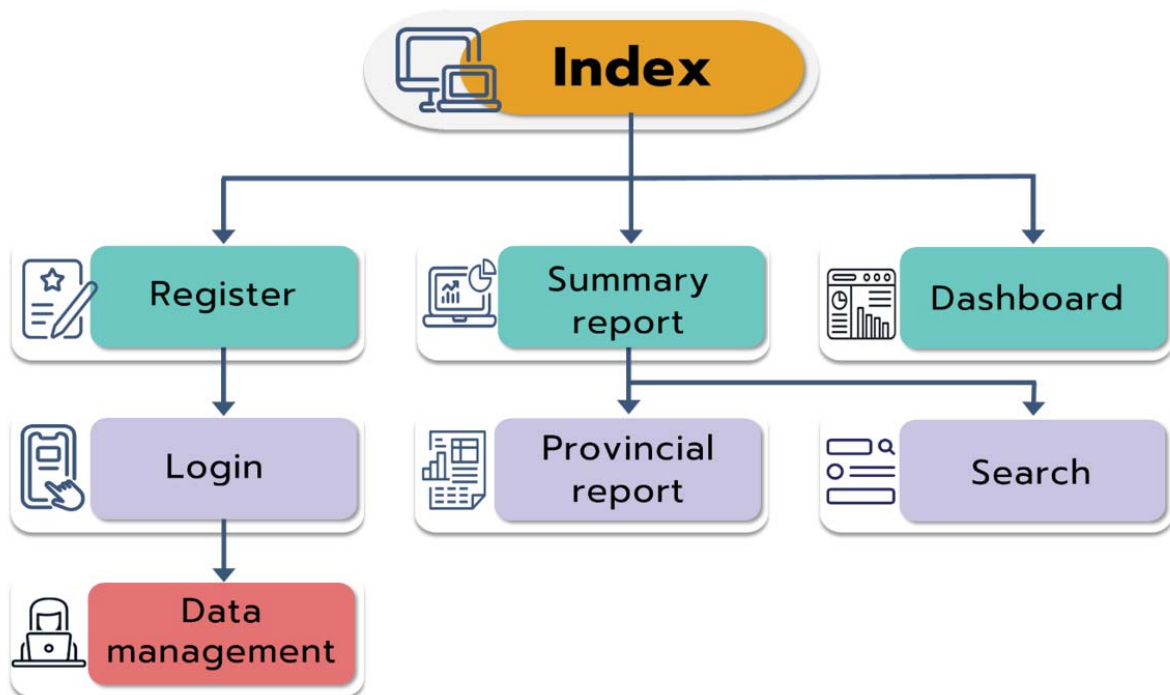 Index
Register
Summary
report
Dashboard
Login
Provincial
report
Search
Data
management